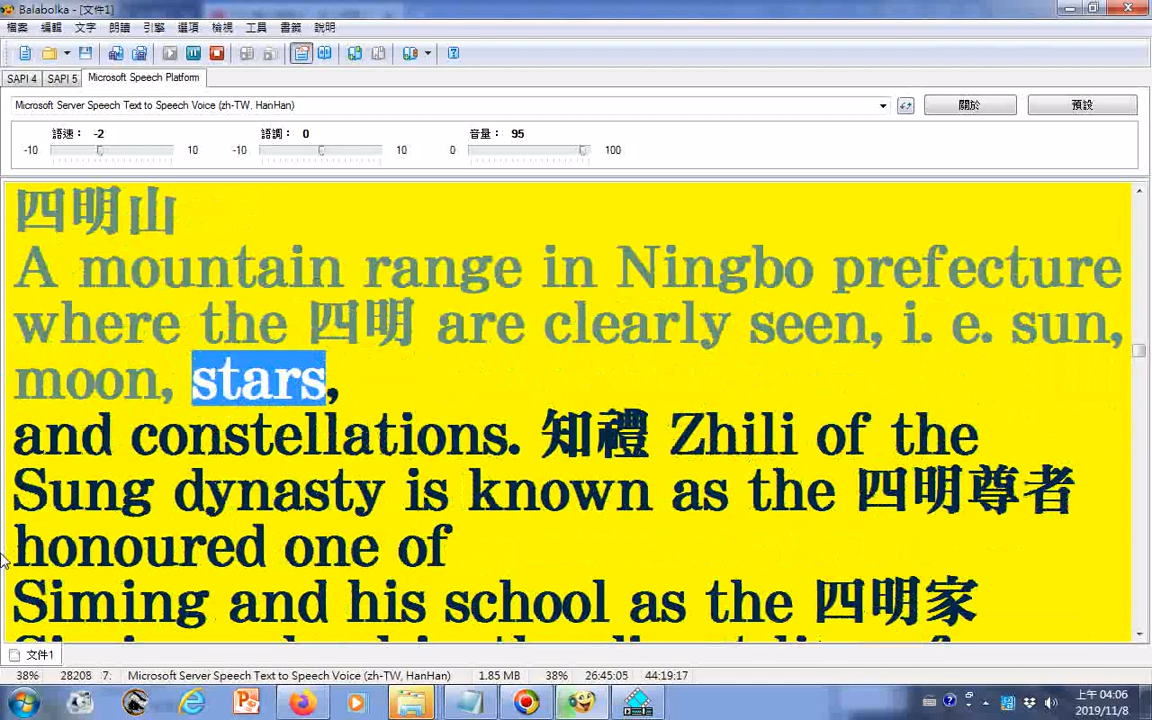 Balabolka - [文件1]
檔案 編輯 文字 朗讀 引擎 選項 檢視 工具 書籤 說明
SAPI 4 SAPI 5 Microsoft Speech Platform
Microsoft Server Speech Text to Speech Voice (zh-TW, HanHan) 關於 預設
語速： -2 語調： 0 音量： 95
-10 10 -10 10 0 100
四明山
A mountain range in Ningbo prefecture
where the 四明 are clearly seen, i. e. sun,
moon, stars,
and constellations. 知禮 Zhili of the
Sung dynasty is known as the 四明尊者
honoured one of
Siming and his school as the 四明家
文件1
38% 28208 7: Microsoft Server Speech Text to Speech Voice (zh-TW, HanHan) 1.85 MB 38% 26:45:05 44:19:17
上午 04:06
2019/11/8